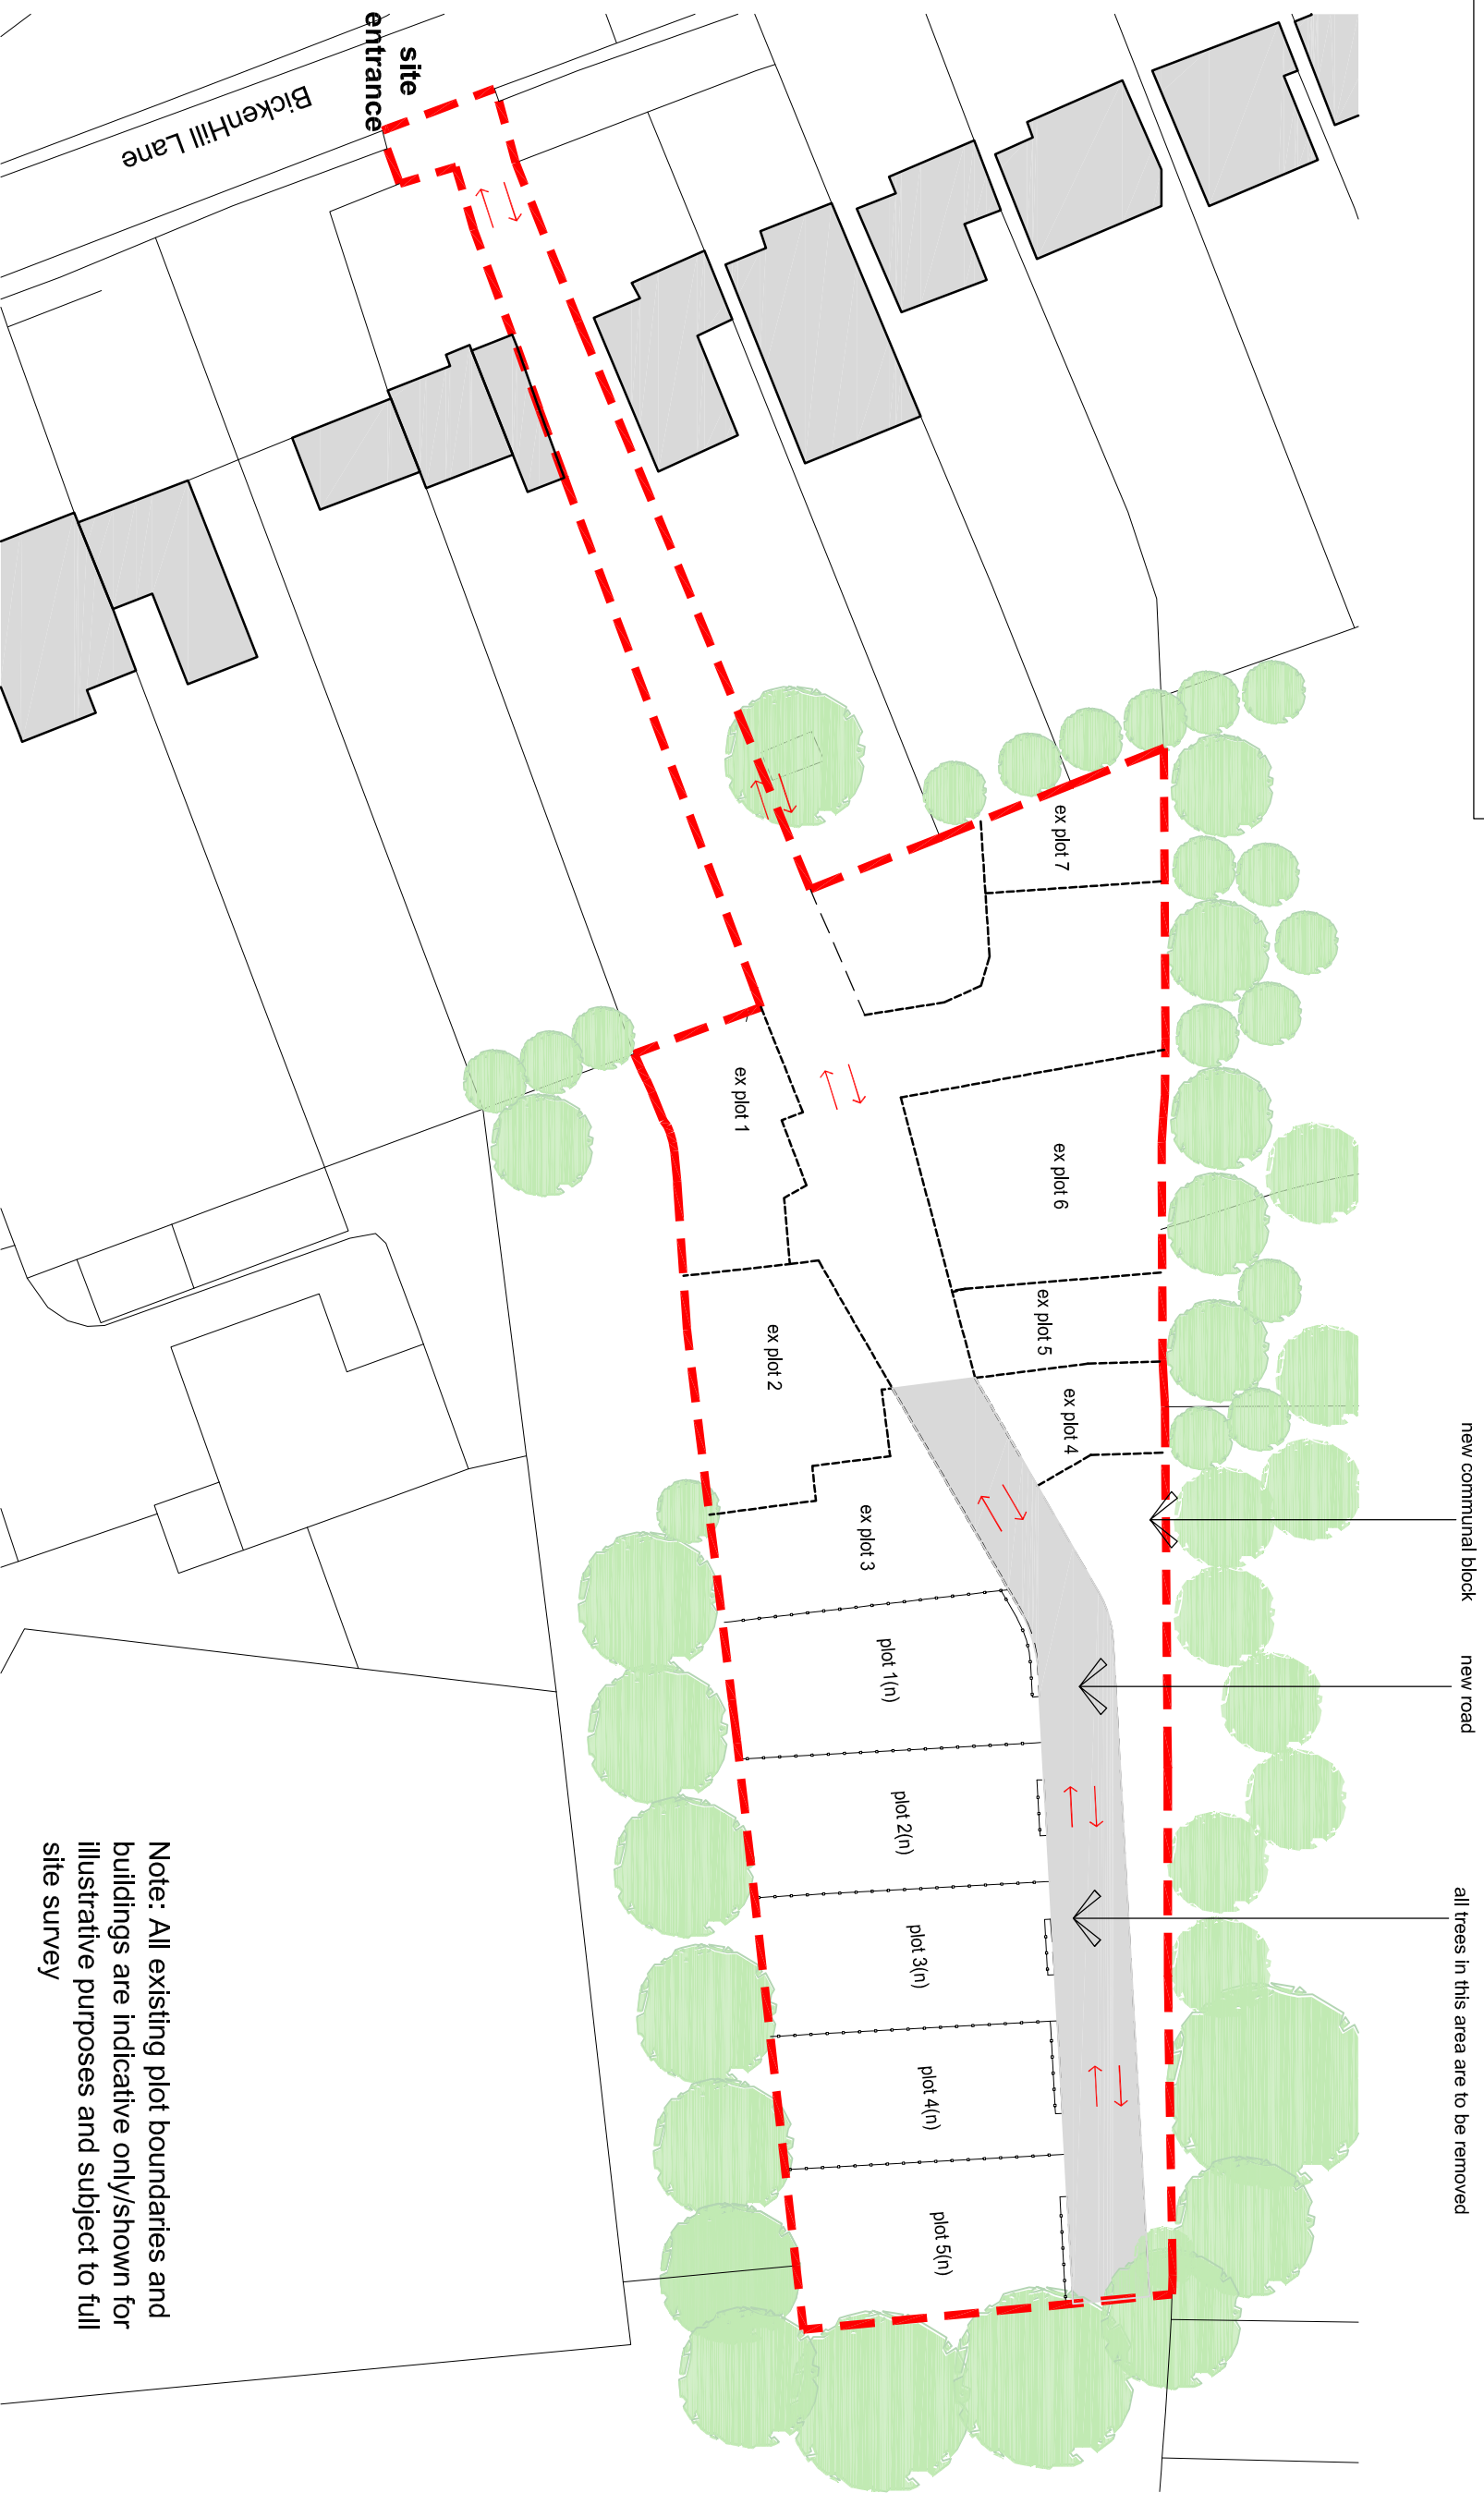 site
entrance
BickenHill Lane
ex plot 7
ex plot 1
ex plot 6
ex plot 5
ex plot 2
ex plot 4
ex plot 3
new communal block
new road
all trees in this area are to be removed
plot 1(n)
plot 2(n)
plot 3(n)
plot 4(n)
plot 5(n)
Note: All existing plot boundaries and
buildings are indicative only/shown for
illustrative purposes and subject to full
site survey